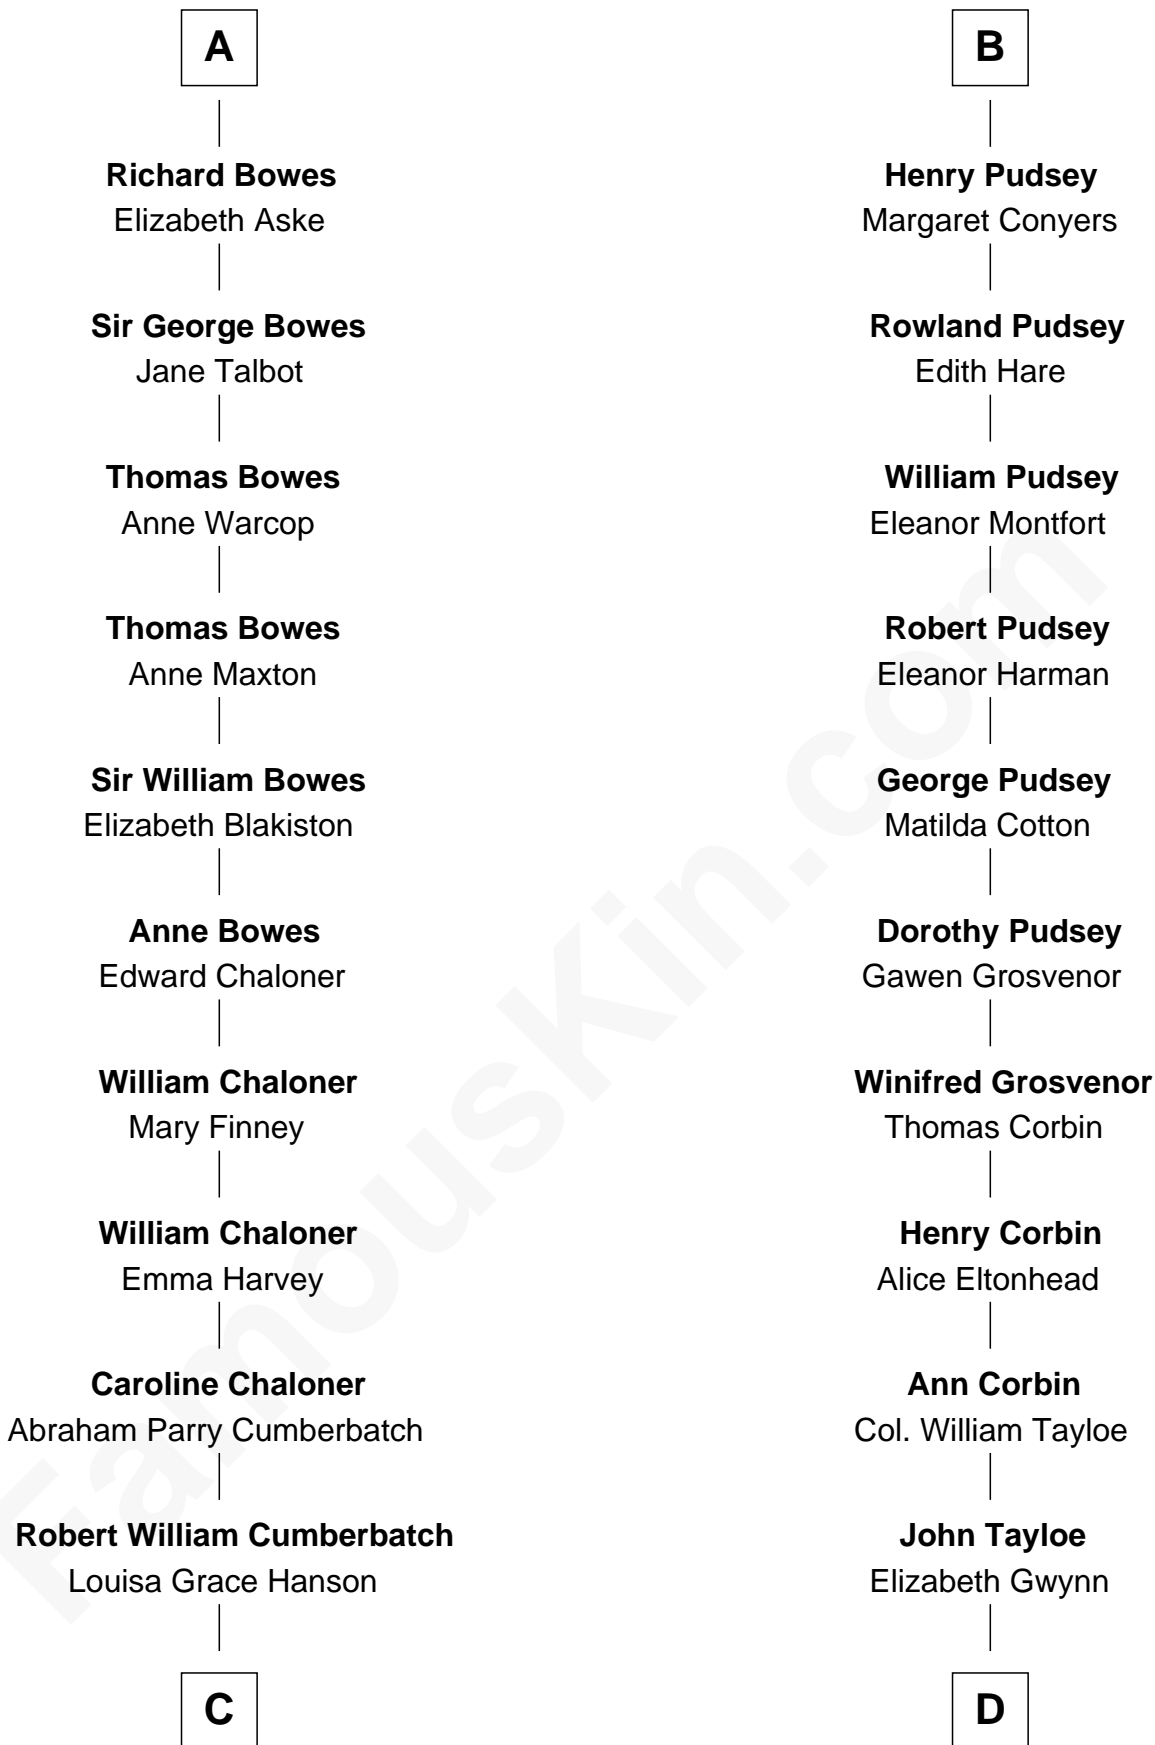 A
Richard Bowes
Elizabeth Aske
Sir George Bowes
Jane Talbot
Thomas Bowes
Anne Warcop
Thomas Bowes
Anne Maxton
Sir William Bowes
Elizabeth Blakiston
Anne Bowes
Edward Chaloner
William Chaloner
Mary Finney
William Chaloner
Emma Harvey
Caroline Chaloner
Abraham Parry Cumberbatch
Robert William Cumberbatch
Louisa Grace Hanson
C
B
Henry Pudsey
Margaret Conyers
Rowland Pudsey
Edith Hare
William Pudsey
Eleanor Montfort
Robert Pudsey
Eleanor Harman
George Pudsey
Matilda Cotton
Dorothy Pudsey
Gawen Grosvenor
Winifred Grosvenor
Thomas Corbin
Henry Corbin
Alice Eltonhead
Ann Corbin
Col. William Tayloe
John Tayloe
Elizabeth Gwynn
D
FamousKin.com